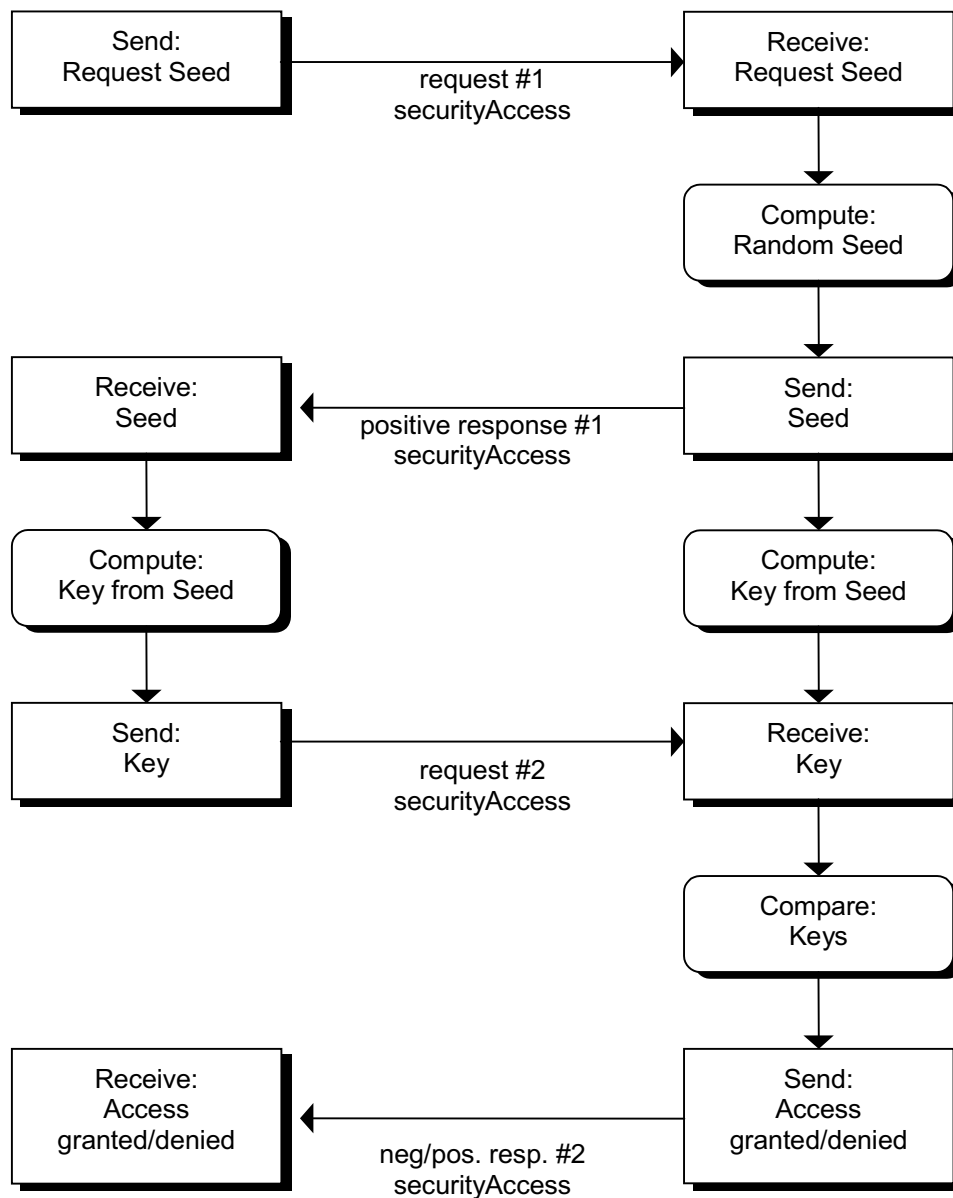 Send:
Request Seed
request #1
securityAccess
Receive:
Request Seed
Compute:
Random Seed
Receive:
Seed
positive response #1
securityAccess
Send:
Seed
Compute:
Key from Seed
Compute:
Key from Seed
Send:
Key
request #2
securityAccess
Receive:
Key
Compare:
Keys
Receive:
Access
granted/denied
neg/pos. resp. #2
securityAccess
Send:
Access
granted/denied